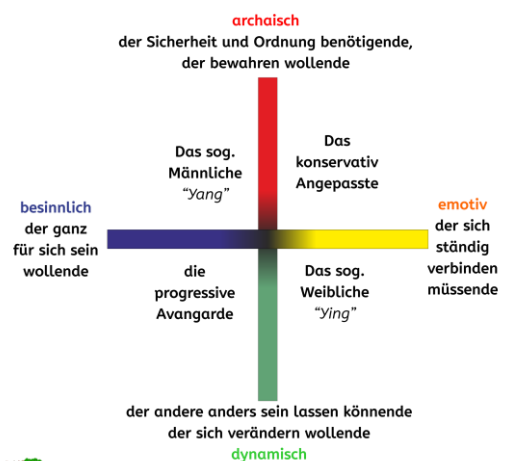 archaisch
der Sicherheit und Ordnung benötigende,
der bewahren wollende
Das sog.
Männliche
“Yang”
Das
konservativ
Angepasste
besinnlich
der ganz
für sich sein
wollende
emotiv
der sich
ständig
verbinden
müssende
die
progressive
Avangarde
Das sog.
Weibliche
“Ying”
der andere anders sein lassen könnende
der sich verändern wollende
dynamisch